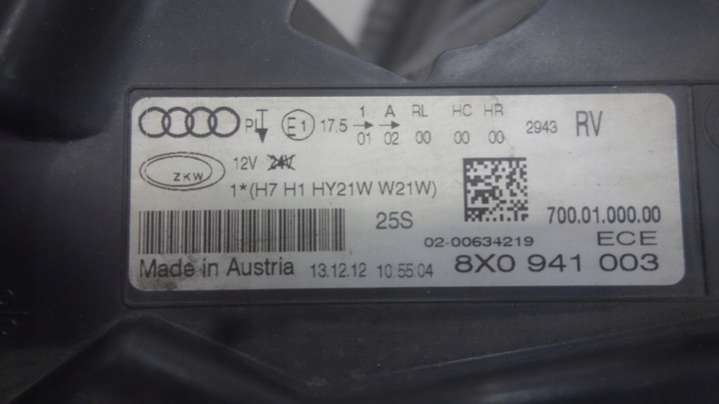 PL E1 17.5 1 A RL HC HR 2943 RV
01 02 00 00 00
ZKW 12V 24V
1*(H7 H1 HY21W W21W)
25S 700.01.000.00
02-00634219 ECE
Made in Austria 13.12.12 10.55.04 8X0 941 003